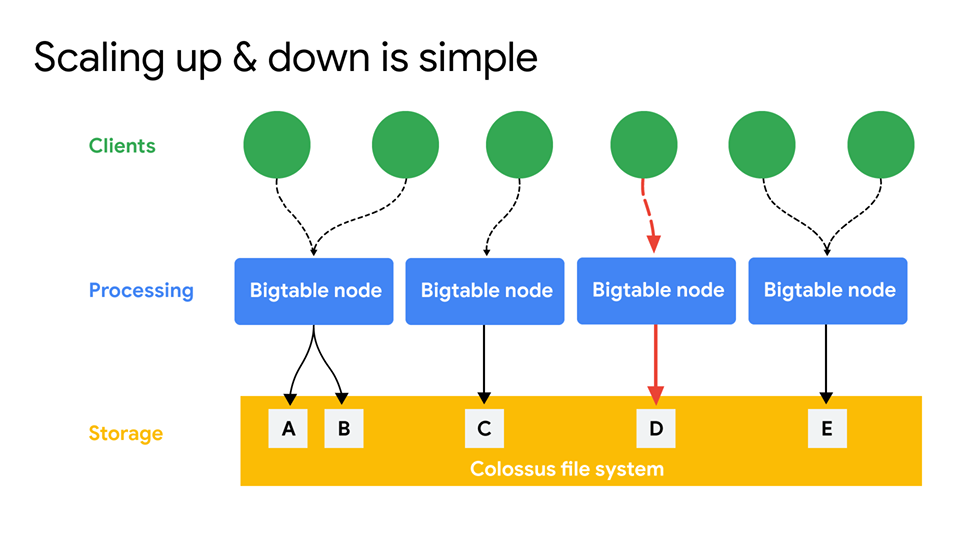 Scaling up & down is simple
Clients
Processing
Bigtable node
Bigtable node
Bigtable node
Bigtable node
Storage
A
B
C
D
E
Colossus file system